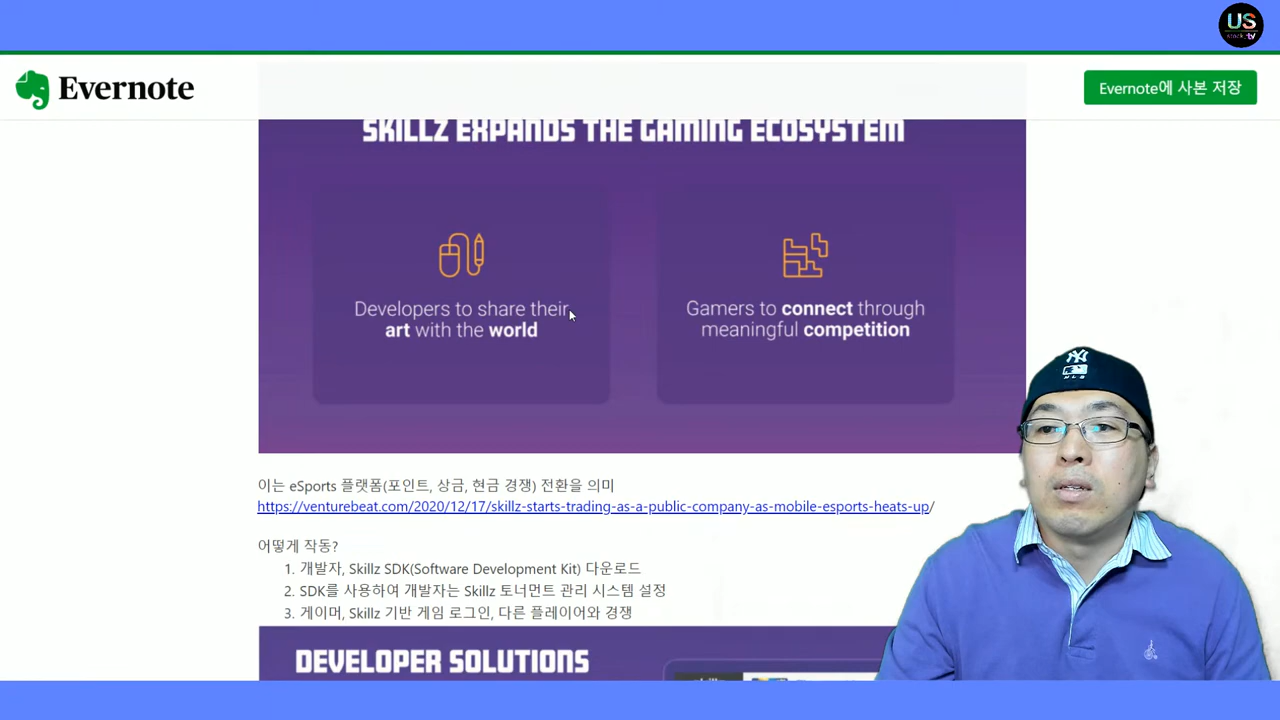 US
stock.tv
Evernote
Evernote에 사본 저장
SKILLZ EXPANDS THE GAMING ECOSYSTEM
Developers to share their
art with the world
Gamers to connect through
meaningful competition
이는 eSports 플랫폼(포인트, 상금, 현금 경쟁) 전환을 의미
https://venturebeat.com/2020/12/17/skillz-starts-trading-as-a-public-company-as-mobile-esports-heats-up/
어떻게 작동?
1. 개발자, Skillz SDK(Software Development Kit) 다운로드
2. SDK를 사용하여 개발자는 Skillz 토너먼트 관리 시스템 설정
3. 게이머, Skillz 기반 게임 로그인, 다른 플레이어와 경쟁
DEVELOPER SOLUTIONS